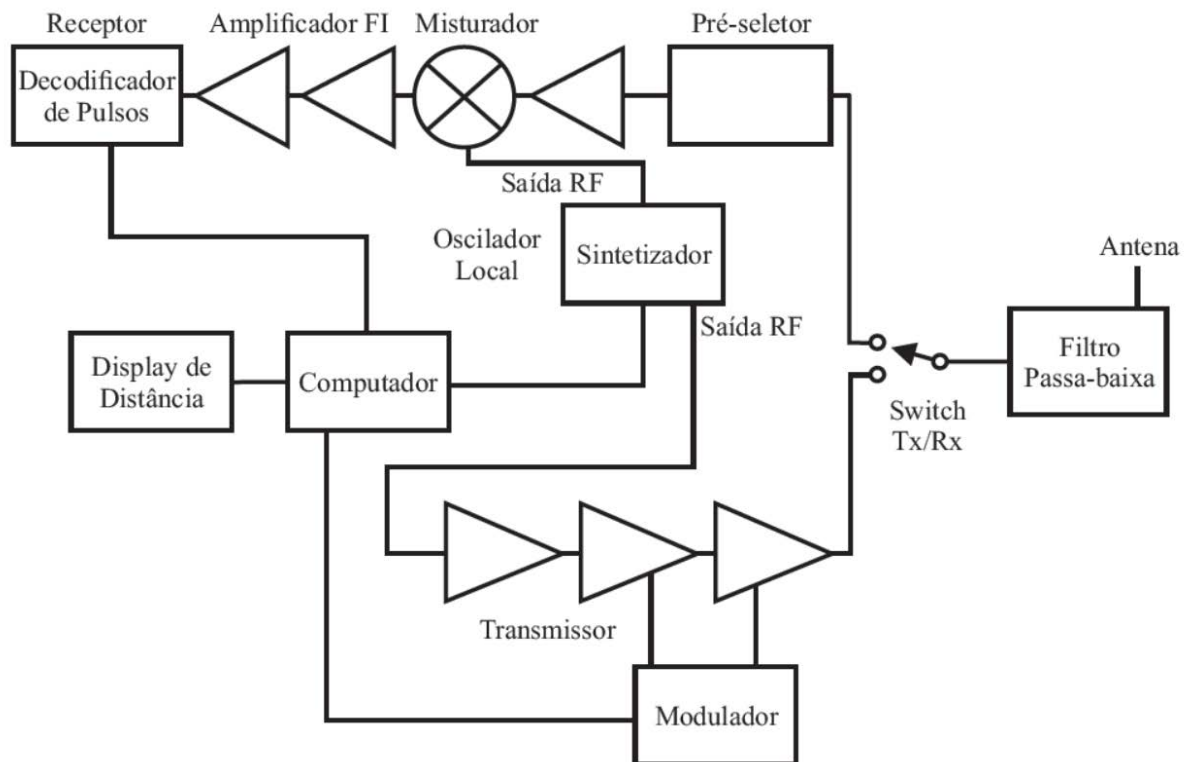 Receptor
Amplificador FI
Misturador
Pré-seletor
Decodificador
de Pulsos
Saída RF
Oscilador
Local
Sintetizador
Saída RF
Antena
Display de
Distância
Computador
Filtro
Passa-baixa
Switch
Tx/Rx
Transmissor
Modulador